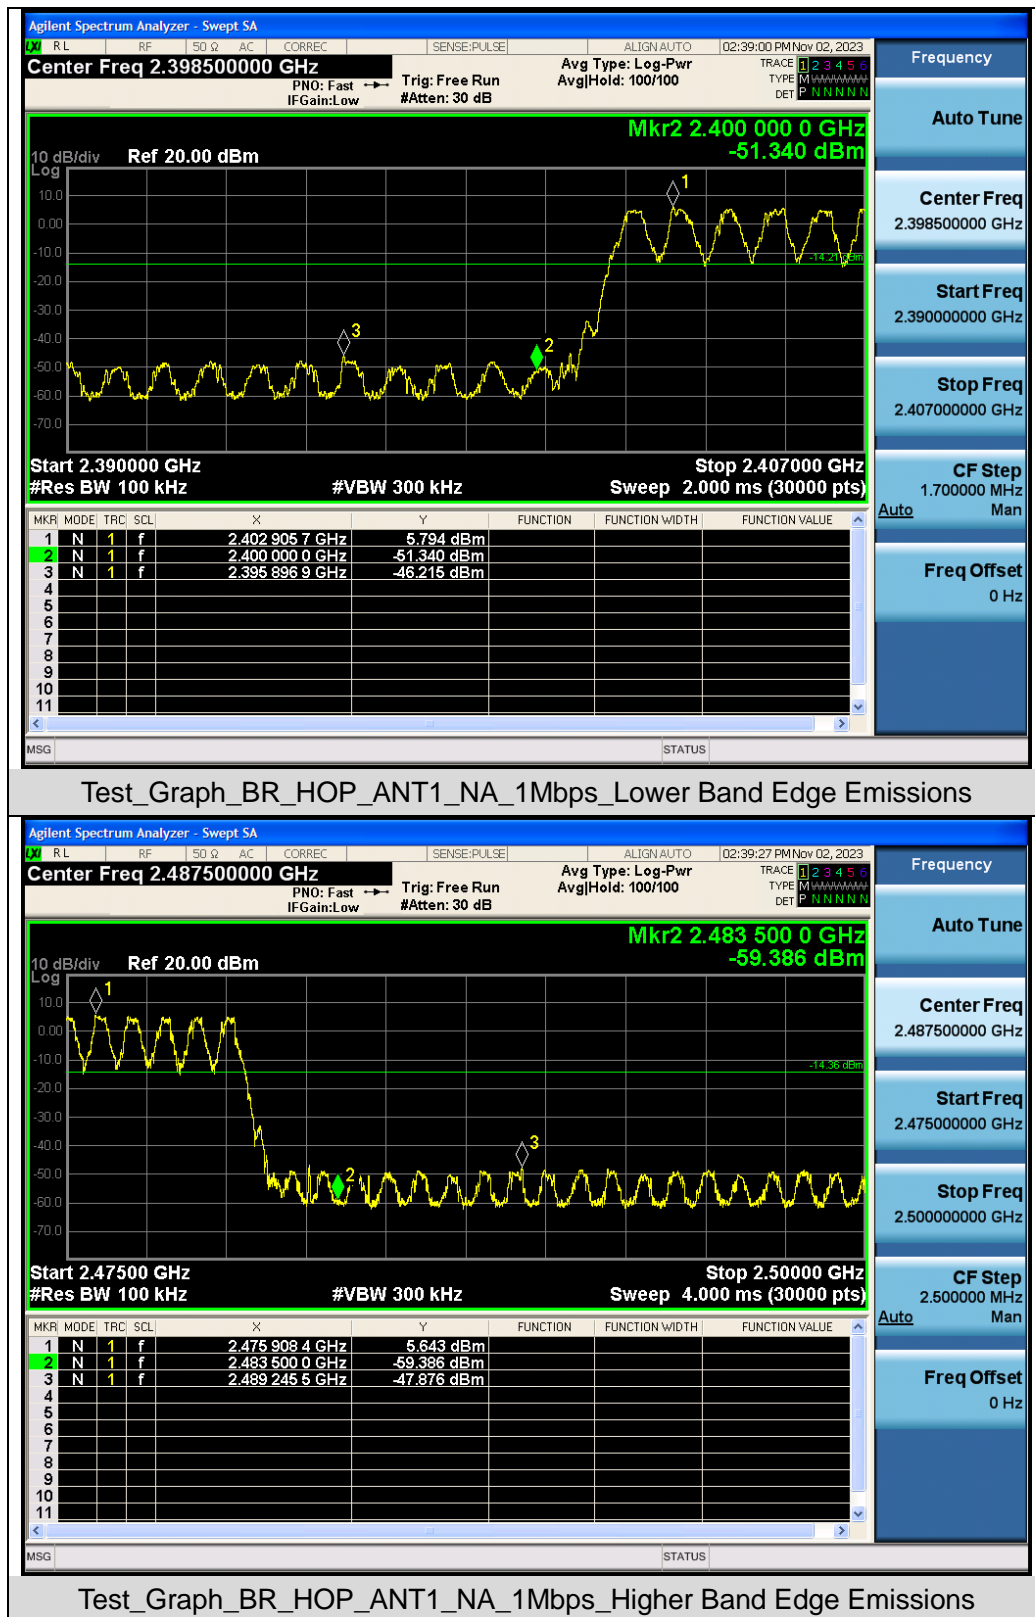 Agilent Spectrum Analyzer - Swept SA
LXI RL RF 50 Ω AC CORREC SENSE:PULSE ALIGN AUTO 02:39:00 PM Nov 02, 2023
Center Freq 2.398500000 GHz
PNO: Fast Trig: Free Run Avg Type: Log-Pwr TRACE 1 2 3 4 5 6
IFGain:Low #Atten: 30 dB Avg|Hold: 100/100 TYPE M WWWWW
DET P N N N N N
Mkr2 2.400 000 0 GHz
-51.340 dBm
10 dB/div Ref 20.00 dBm
Log
10.0
0.00
-10.0
-20.0
-30.0
-40.0
-50.0
-60.0
-70.0
1
2
3
-14.21 dBm
Start 2.390000 GHz Stop 2.407000 GHz
#Res BW 100 kHz #VBW 300 kHz Sweep 2.000 ms (30000 pts)
MKR MODE TRC SCL X Y FUNCTION FUNCTION WIDTH FUNCTION VALUE
1 N 1 f 2.402 905 7 GHz 5.794 dBm
2 N 1 f 2.400 000 0 GHz -51.340 dBm
3 N 1 f 2.395 896 9 GHz -46.215 dBm
4
5
6
7
8
9
10
11
MSG STATUS
Frequency
Auto Tune
Center Freq
2.398500000 GHz
Start Freq
2.390000000 GHz
Stop Freq
2.407000000 GHz
CF Step
1.700000 MHz
Auto Man
Freq Offset
0 Hz
Test_Graph_BR_HOP_ANT1_NA_1Mbps_Lower Band Edge Emissions
Agilent Spectrum Analyzer - Swept SA
LXI RL RF 50 Ω AC CORREC SENSE:PULSE ALIGN AUTO 02:39:27 PM Nov 02, 2023
Center Freq 2.487500000 GHz
PNO: Fast Trig: Free Run Avg Type: Log-Pwr TRACE 1 2 3 4 5 6
IFGain:Low #Atten: 30 dB Avg|Hold: 100/100 TYPE M WWWWW
DET P N N N N N
Mkr2 2.483 500 0 GHz
-59.386 dBm
10 dB/div Ref 20.00 dBm
Log
10.0
0.00
-10.0
-20.0
-30.0
-40.0
-50.0
-60.0
-70.0
1
2
3
-14.36 dBm
Start 2.47500 GHz Stop 2.50000 GHz
#Res BW 100 kHz #VBW 300 kHz Sweep 4.000 ms (30000 pts)
MKR MODE TRC SCL X Y FUNCTION FUNCTION WIDTH FUNCTION VALUE
1 N 1 f 2.475 908 4 GHz 5.643 dBm
2 N 1 f 2.483 500 0 GHz -59.386 dBm
3 N 1 f 2.489 245 5 GHz -47.876 dBm
4
5
6
7
8
9
10
11
MSG STATUS
Frequency
Auto Tune
Center Freq
2.487500000 GHz
Start Freq
2.475000000 GHz
Stop Freq
2.500000000 GHz
CF Step
2.500000 MHz
Auto Man
Freq Offset
0 Hz
Test_Graph_BR_HOP_ANT1_NA_1Mbps_Higher Band Edge Emissions